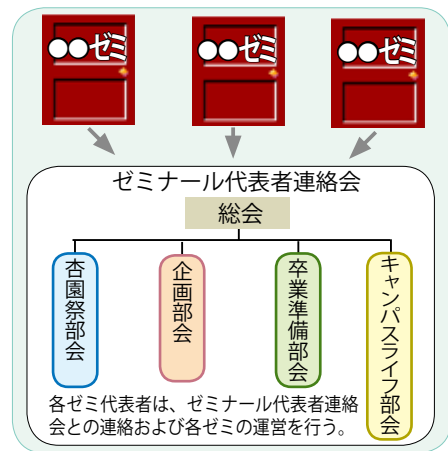 ●●ゼミ
●●ゼミ
●●ゼミ
ゼミナール代表者連絡会
総会
杏園祭部会
企画部会
卒業準備部会
キャンパスライフ部会
各ゼミ代表者は、ゼミナール代表者連絡
会との連絡および各ゼミの運営を行う。